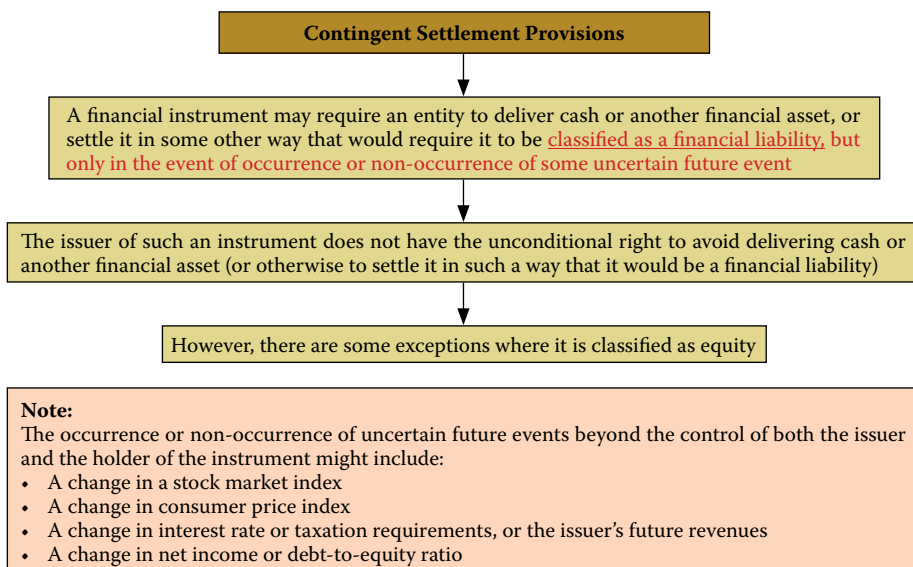 Contingent Settlement Provisions
A financial instrument may require an entity to deliver cash or another financial asset, or
settle it in some other way that would require it to be classified as a financial liability, but
only in the event of occurrence or non-occurrence of some uncertain future event
The issuer of such an instrument does not have the unconditional right to avoid delivering cash or
another financial asset (or otherwise to settle it in such a way that it would be a financial liability)
However, there are some exceptions where it is classified as equity
Note:
The occurrence or non-occurrence of uncertain future events beyond the control of both the issuer
and the holder of the instrument might include:
• A change in a stock market index
• A change in consumer price index
• A change in interest rate or taxation requirements, or the issuer’s future revenues
• A change in net income or debt-to-equity ratio